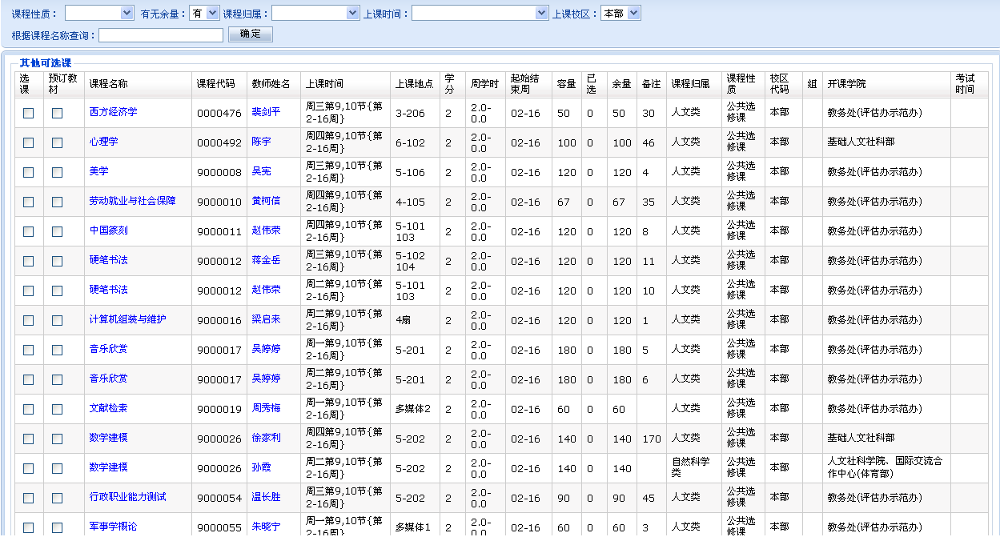 课程性质： 有无余量： 有 课程归属： 上课时间： 上课校区： 本部
根据课程名称查询： 确 定
其他可选课
选课 预订教材 课程名称 课程代码 教师姓名 上课时间 上课地点 学分 周学时 起始结束周 容量 已选 余量 备注 课程归属 课程性质 校区代码 组 开课学院 考试时间
西方经济学 0000476 裴剑平 周三第9,10节{第2-16周} 3-206 2 2.0-0.0 02-16 50 0 50 30 人文类 公共选修课 本部 教务处(评估办示范办)
心理学 0000492 陈宇 周四第9,10节{第2-16周} 6-102 2 2.0-0.0 02-16 100 0 100 46 人文类 公共选修课 本部 基础人文社科部
美学 9000008 吴宪 周三第9,10节{第2-16周} 5-106 2 2.0-0.0 02-16 120 0 120 4 人文类 公共选修课 本部 教务处(评估办示范办)
劳动就业与社会保障 9000010 黄柯信 周四第9,10节{第2-16周} 4-105 2 2.0-0.0 02-16 67 0 67 35 人文类 公共选修课 本部 教务处(评估办示范办)
中国篆刻 9000011 赵伟荣 周四第9,10节{第2-16周} 5-101 103 2 2.0-0.0 02-16 120 0 120 8 人文类 公共选修课 本部 教务处(评估办示范办)
硬笔书法 9000012 蒋金岳 周三第9,10节{第2-16周} 5-102 104 2 2.0-0.0 02-16 120 0 120 11 人文类 公共选修课 本部 教务处(评估办示范办)
硬笔书法 9000012 赵伟荣 周二第9,10节{第2-16周} 5-101 103 2 2.0-0.0 02-16 120 0 120 10 人文类 公共选修课 本部 教务处(评估办示范办)
计算机组装与维护 9000016 梁启来 周二第9,10节{第2-16周} 4扇 2 2.0-0.0 02-16 120 0 120 1 人文类 公共选修课 本部 教务处(评估办示范办)
音乐欣赏 9000017 吴婷婷 周一第9,10节{第2-16周} 5-201 2 2.0-0.0 02-16 180 0 180 5 人文类 公共选修课 本部 教务处(评估办示范办)
音乐欣赏 9000017 吴婷婷 周二第9,10节{第2-16周} 5-201 2 2.0-0.0 02-16 180 0 180 6 人文类 公共选修课 本部 教务处(评估办示范办)
文献检索 9000019 周秀梅 周一第9,10节{第2-16周} 多媒体2 2 2.0-0.0 02-16 60 0 60 人文类 公共选修课 本部 教务处(评估办示范办)
数学建模 9000026 徐家利 周四第9,10节{第2-16周} 5-202 2 2.0-0.0 02-16 140 0 140 170 人文类 公共选修课 本部 基础人文社科部
数学建模 9000026 孙霞 周二第9,10节{第2-16周} 5-202 2 2.0-0.0 02-16 140 0 140 自然科学类 公共选修课 本部 人文社科学院、国际交流合作中心(体育部)
行政职业能力测试 9000054 温长胜 周三第9,10节{第2-16周} 5-202 2 2.0-0.0 02-16 90 0 90 45 人文类 公共选修课 本部 教务处(评估办示范办)
军事学概论 9000055 朱晓宁 周一第9,10节{第2-16周} 多媒体1 2 2.0-0.0 02-16 60 0 60 3 人文类 公共选修课 本部 教务处(评估办示范办)